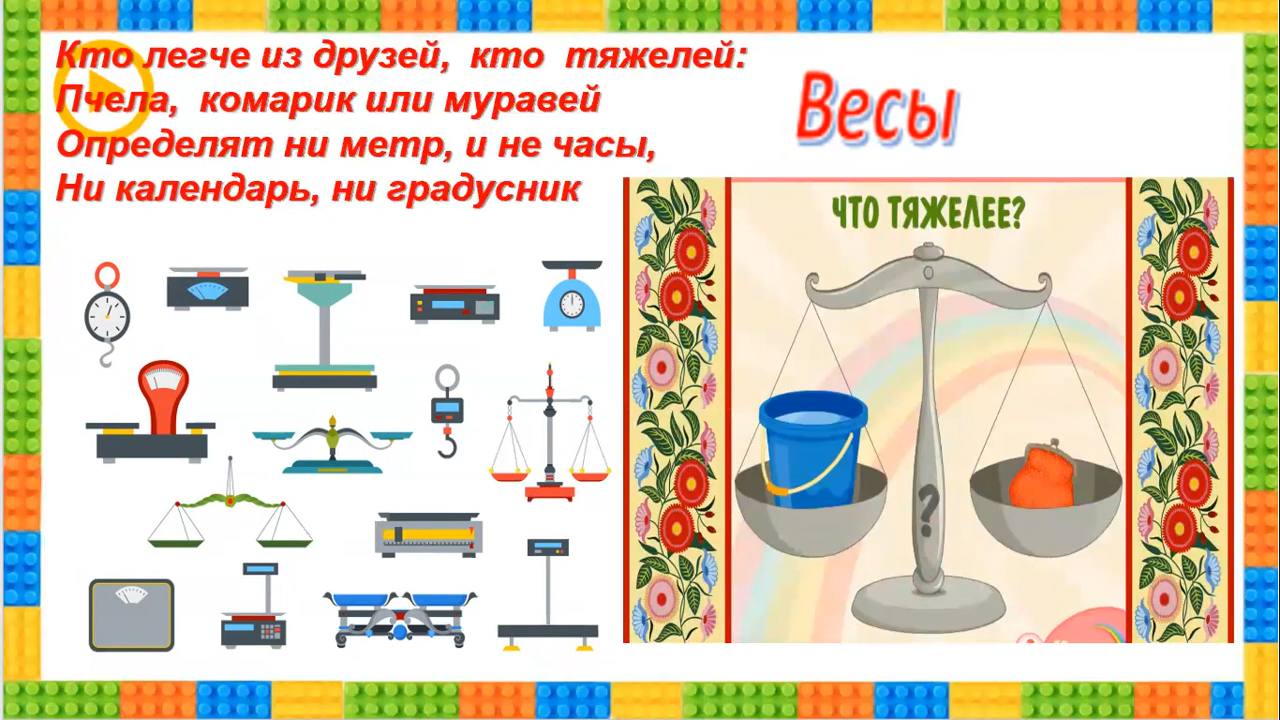 Кто легче из друзей, кто тяжелей:
Пчела, комарик или муравей
Определят ни метр, и не часы,
Ни календарь, ни градусник
Весы
ЧТО ТЯЖЕЛЕЕ?
?